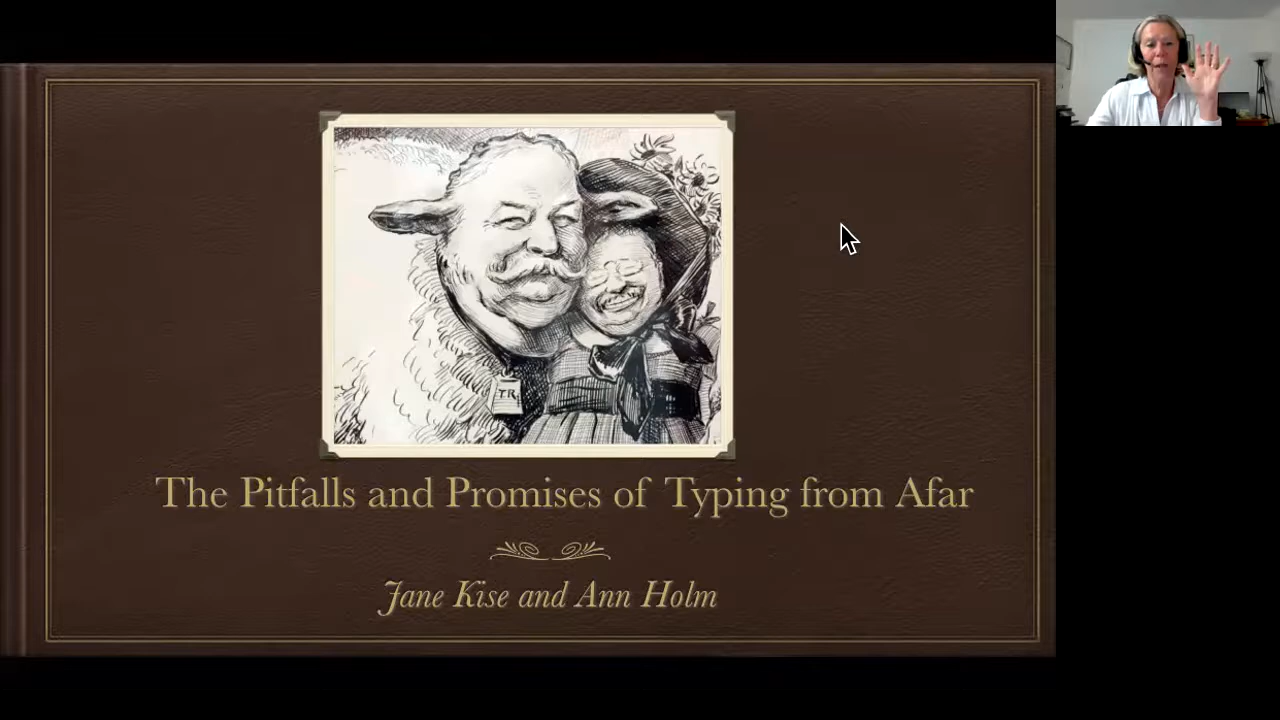 T.R.
The Pitfalls and Promises of Typing from Afar
Jane Kise and Ann Holm